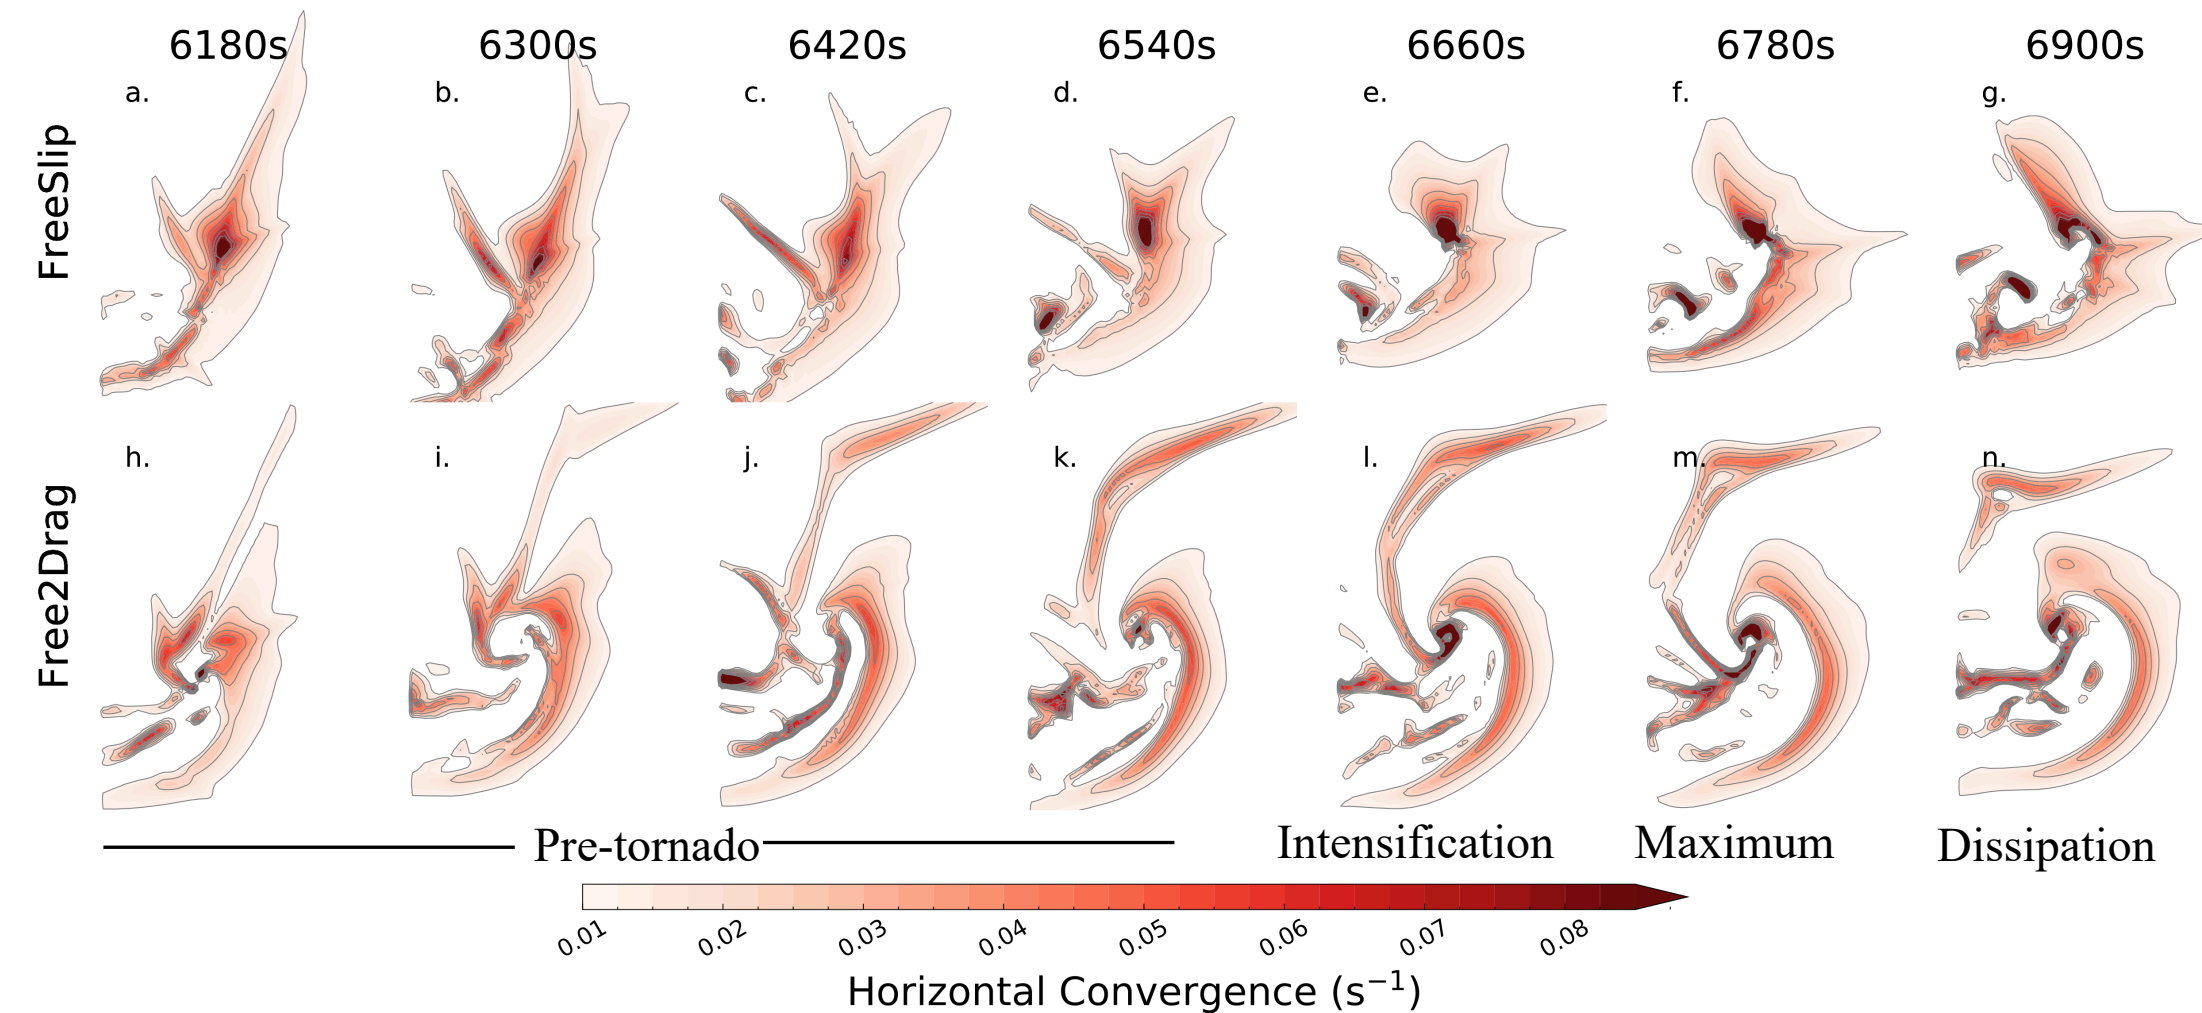 6180s 6300s 6420s 6540s 6660s 6780s 6900s
a. b. c. d. e. f. g.
FreeSlip
h. i. j. k. l. m. n.
Free2Drag
Pre-tornado Intensification Maximum Dissipation
0.01 0.02 0.03 0.04 0.05 0.06 0.07 0.08
Horizontal Convergence (s⁻¹)